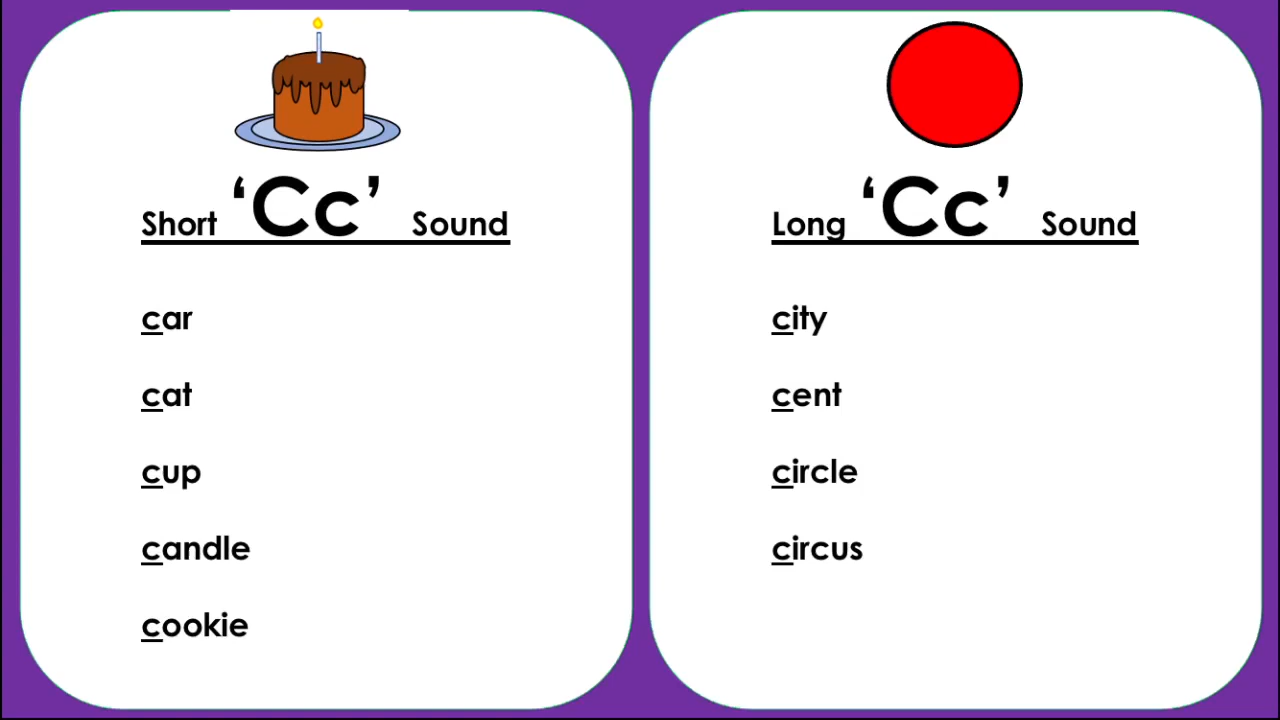 Short ‘Cc’ Sound
car
cat
cup
candle
cookie
Long ‘Cc’ Sound
city
cent
circle
circus